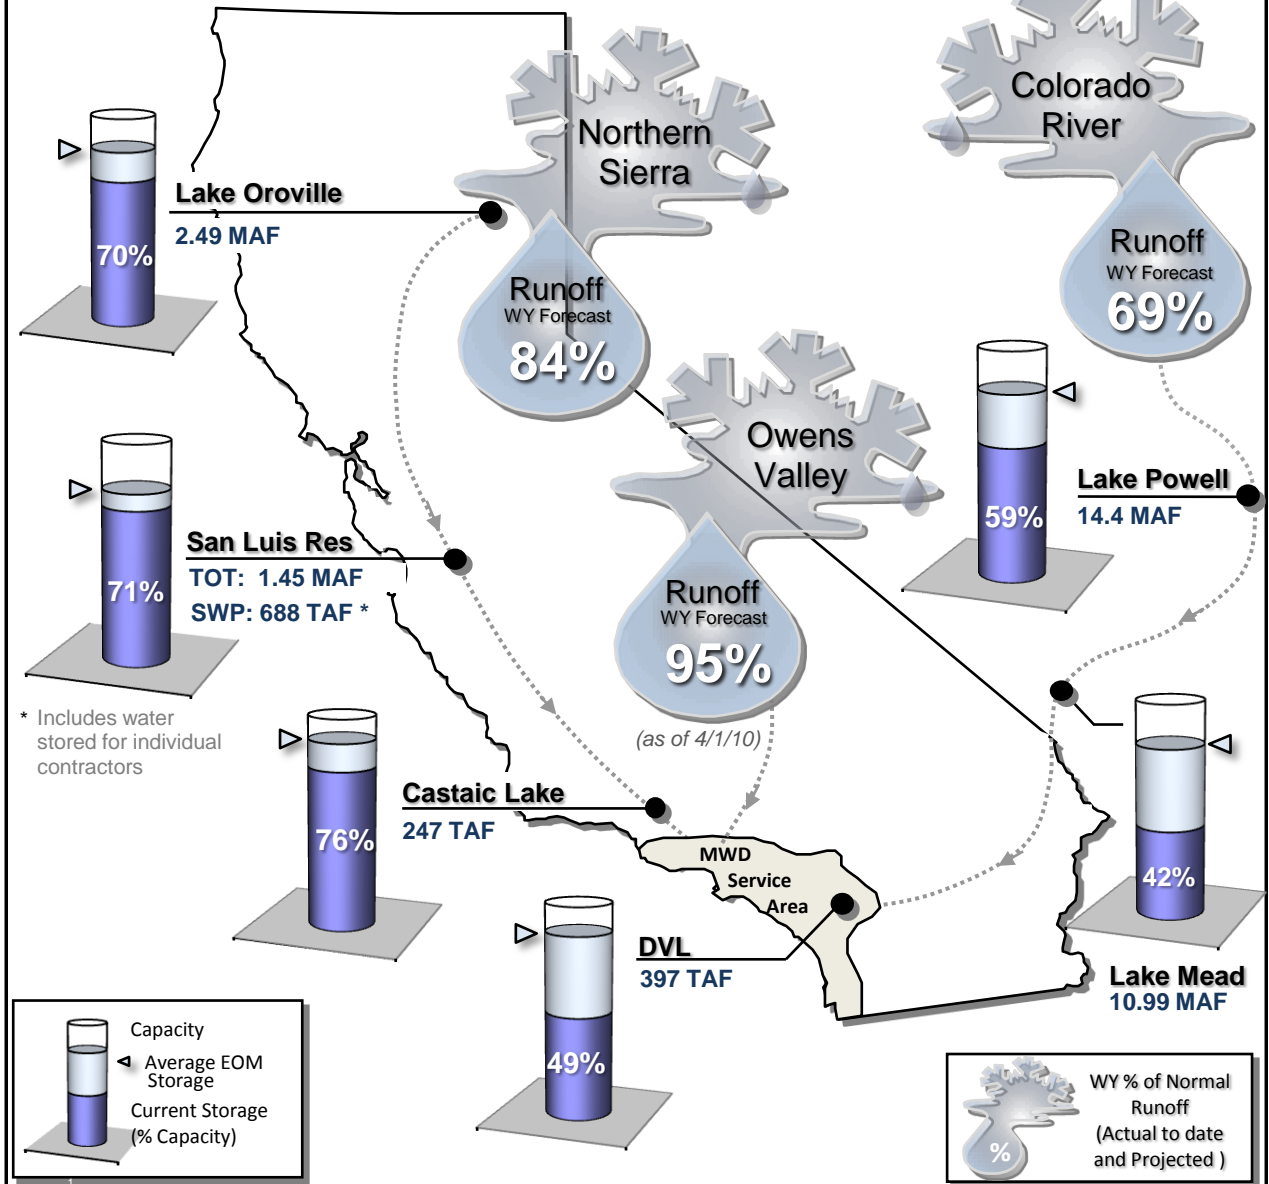 Northern
Sierra
Runoff
WY Forecast
84%
Colorado
River
Runoff
WY Forecast
69%
Lake Oroville
2.49 MAF
70%
Owens
Valley
Runoff
WY Forecast
95%
(as of 4/1/10)
Lake Powell
14.4 MAF
59%
San Luis Res
TOT: 1.45 MAF
SWP: 688 TAF *
71%
* Includes water
stored for individual
contractors
Castaic Lake
247 TAF
76%
MWD
Service
Area
42%
Lake Mead
10.99 MAF
DVL
397 TAF
49%
Capacity
Average EOM
Storage
Current Storage
(% Capacity)
WY % of Normal
Runoff
(Actual to date
and Projected )
%